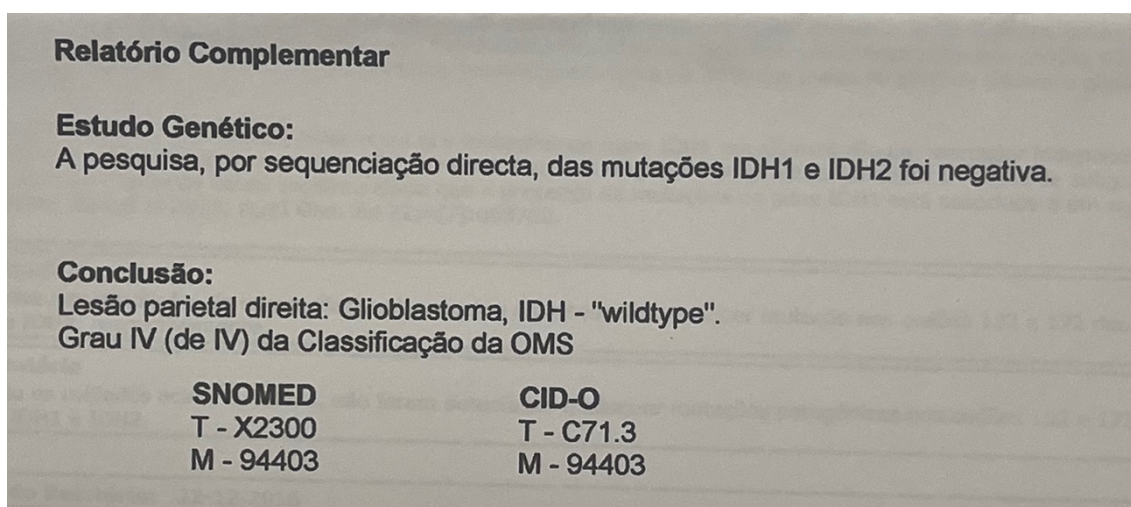 Relatório Complementar
Estudo Genético:
A pesquisa, por sequenciação directa, das mutações IDH1 e IDH2 foi negativa.
Conclusão:
Lesão parietal direita: Glioblastoma, IDH - "wildtype".
Grau IV (de IV) da Classificação da OMS
SNOMED CID-O
T - X2300 T - C71.3
M - 94403 M - 94403